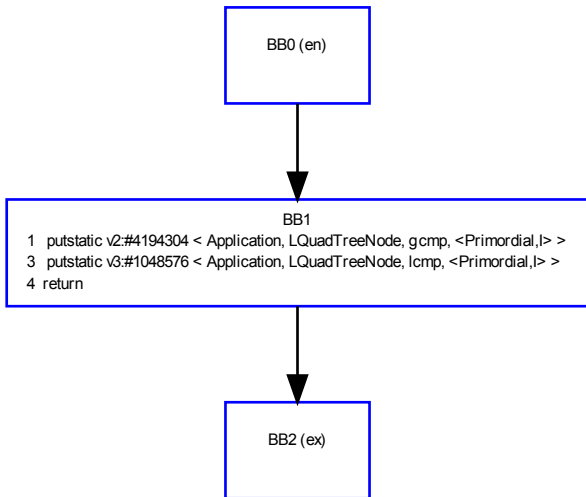 BB0 (en)
BB1
1 putstatic v2:#4194304 < Application, LQuadTreeNode, gcmp, <Primordial,I> >
3 putstatic v3:#1048576 < Application, LQuadTreeNode, lcmp, <Primordial,I> >
4 return
BB2 (ex)